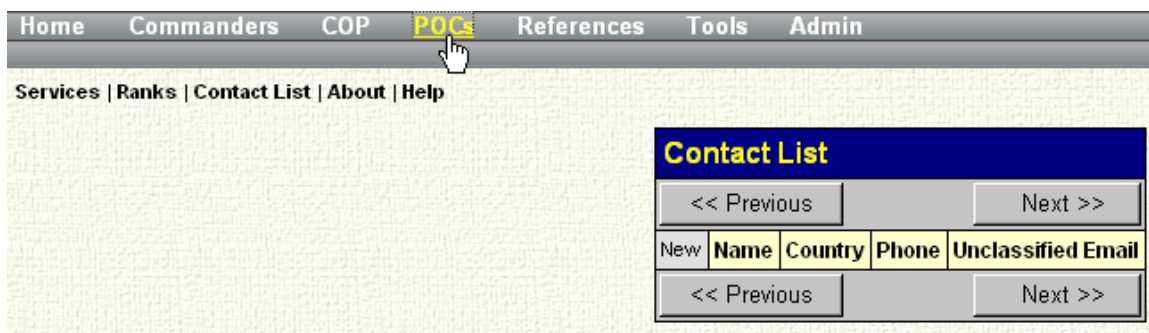 Home Commanders COP POCs References Tools Admin
Services | Ranks | Contact List | About | Help
Contact List
<< Previous Next >>
New Name Country Phone Unclassified Email
<< Previous Next >>